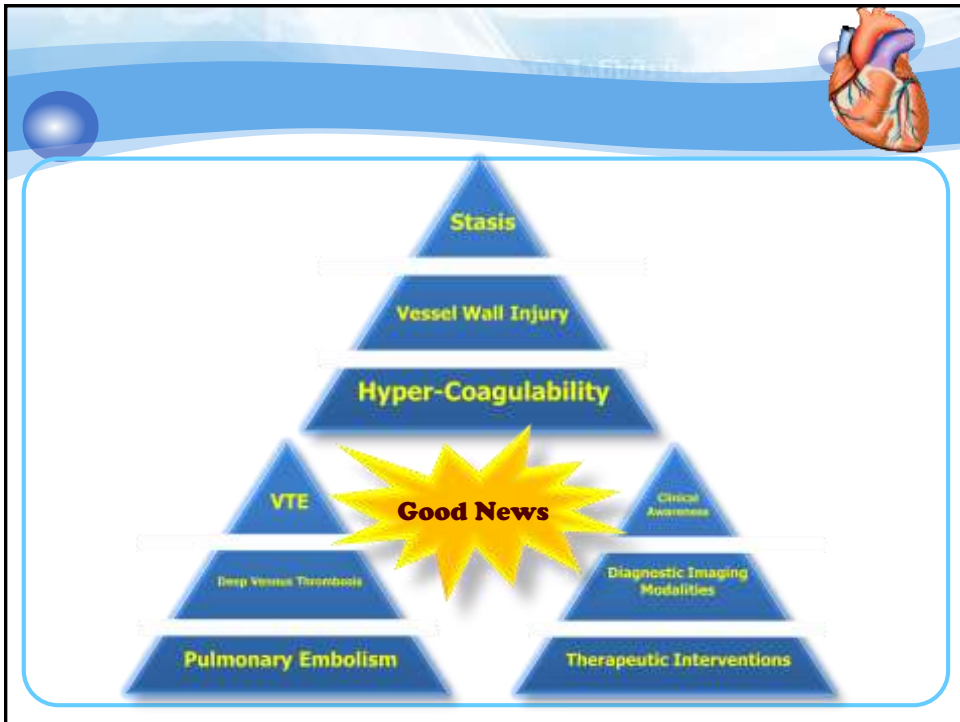 Stasis
Vessel Wall Injury
Hyper-Coagulability
VTE
Deep Venous Thrombosis
Pulmonary Embolism
Good News
Clinical
Awareness
Diagnostic Imaging
Modalities
Therapeutic Interventions